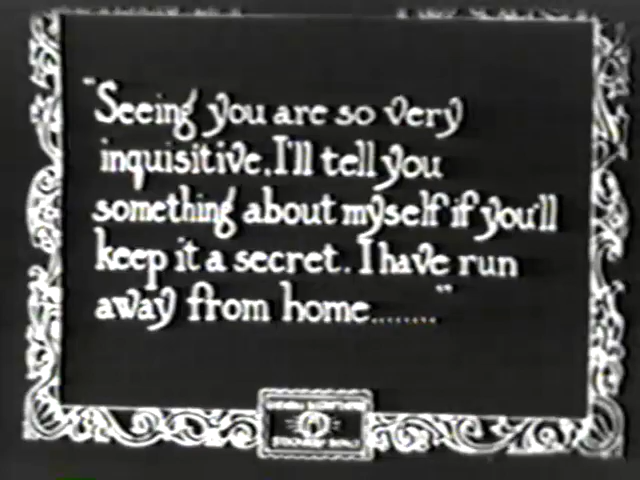 "Seeing you are so very
inquisitive, I'll tell you
something about myself if you'll
keep it a secret. I have run
away from home........"